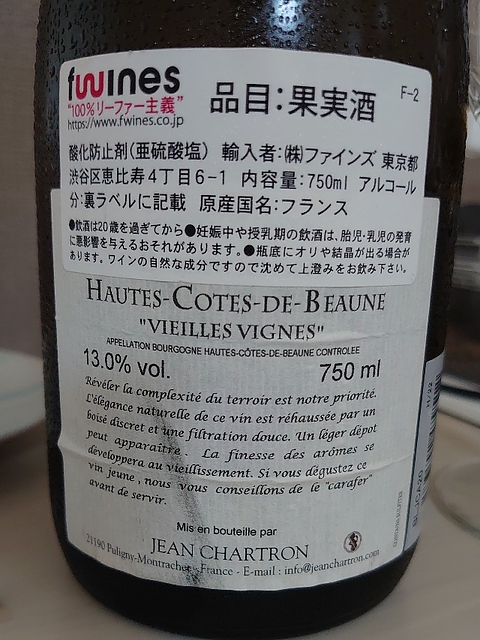 fwines
"100%リーファー主義"
https://www.fwines.co.jp
品目:果実酒
F-2
酸化防止剤(亜硫酸塩) 輸入者:㈱ファインズ 東京都
渋谷区恵比寿4丁目6-1 内容量:750ml アルコール
分:裏ラベルに記載 原産国名:フランス
●飲酒は20歳を過ぎてから●妊娠中や授乳期の飲酒は、胎児・乳児の発育
に悪影響を与えるおそれがあります。●瓶底にオリや結晶が出る場合が
あります。ワインの自然な成分ですので沈めて上澄みをお飲み下さい。
HAUTES-COTES-DE-BEAUNE
"VIEILLES VIGNES"
APPELLATION BOURGOGNE HAUTES-CÔTES-DE-BEAUNE CONTROLEE
13.0% vol.
750 ml
Révéler la complexité du terroir est notre priorité.
L'élégance naturelle de ce vin est réhaussée par un
boisé discret et une filtration douce. Un léger dépot
peut apparaître. La finesse des arômes se
développera au vieillissement. Si vous dégustez ce
vin jeune, nous vous conseillons de le "carafer"
avant de servir.
Mis en bouteille par
JEAN CHARTRON
21190 Puligny-Montrachet - France - E-mail : info@jeanchartron.com